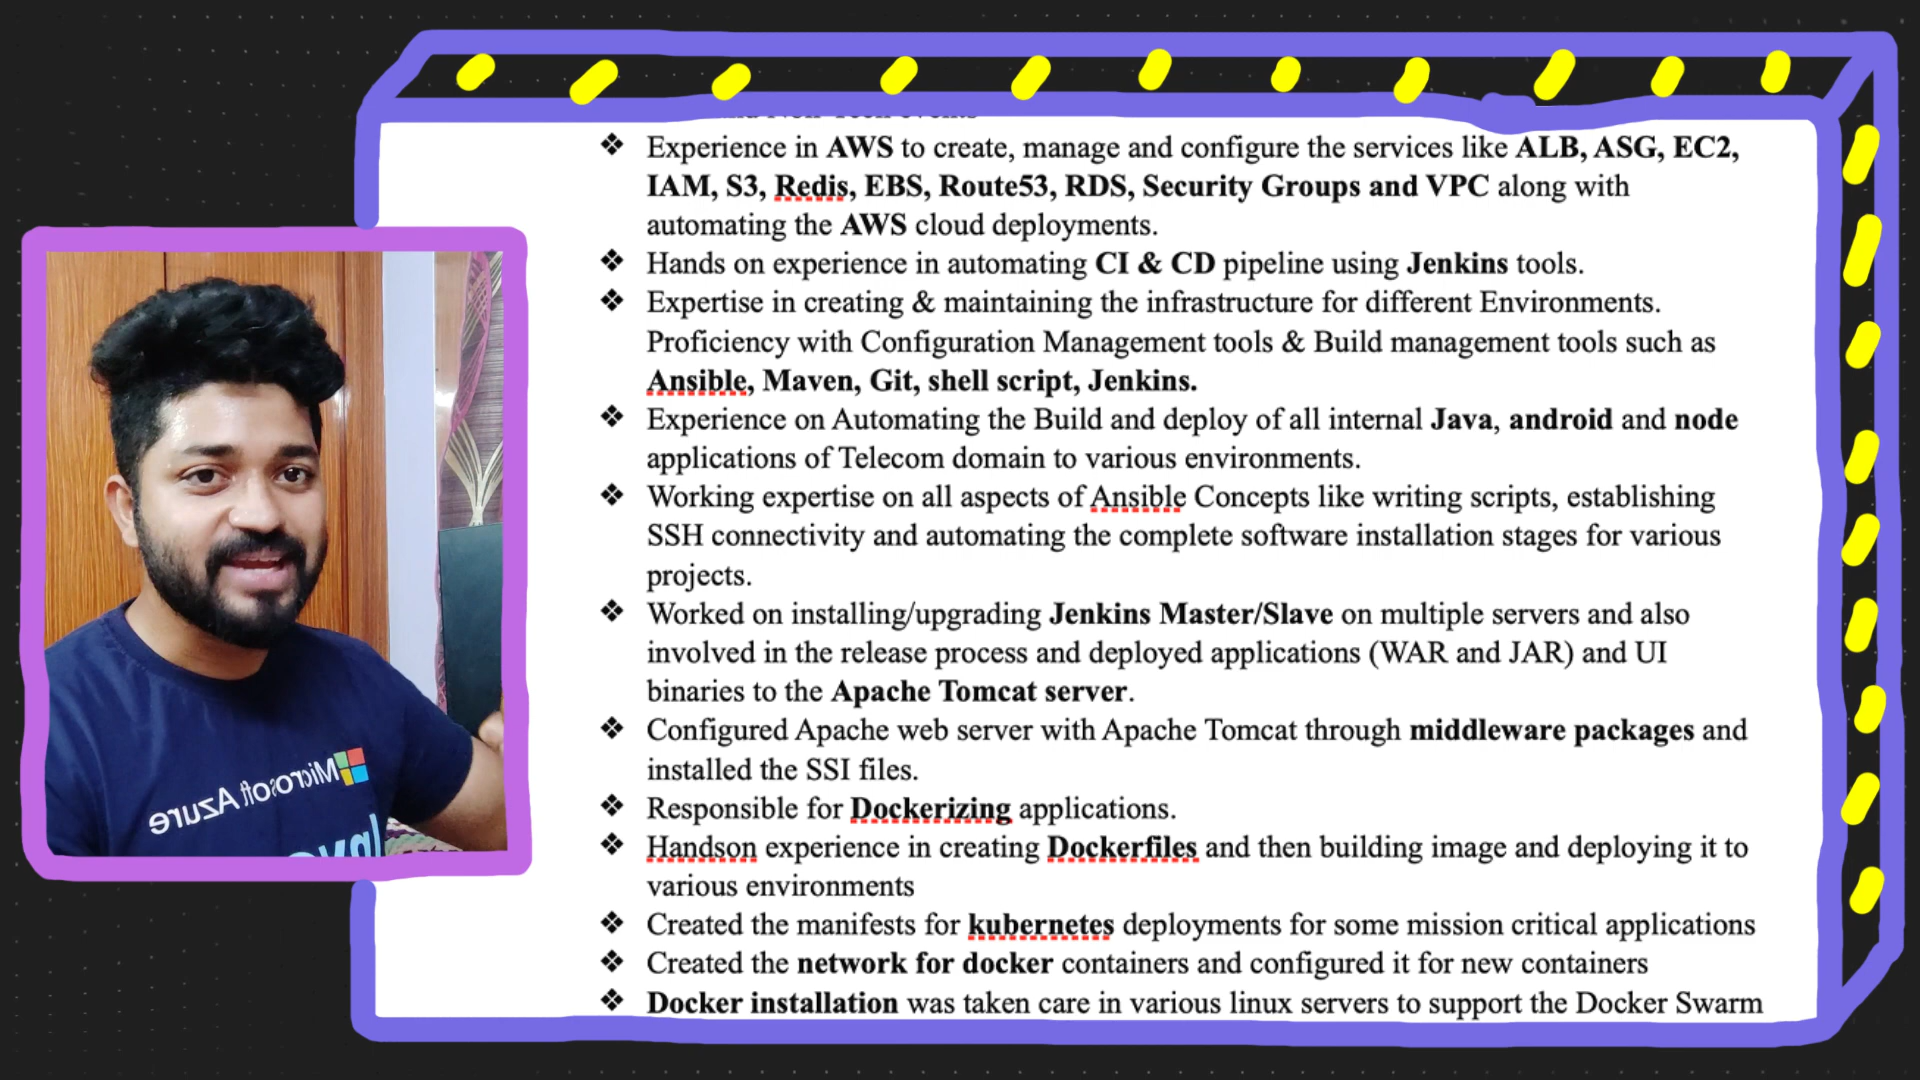 ❖ Experience in AWS to create, manage and configure the services like ALB, ASG, EC2,
IAM, S3, Redis, EBS, Route53, RDS, Security Groups and VPC along with
automating the AWS cloud deployments.
❖ Hands on experience in automating CI & CD pipeline using Jenkins tools.
❖ Expertise in creating & maintaining the infrastructure for different Environments.
Proficiency with Configuration Management tools & Build management tools such as
Ansible, Maven, Git, shell script, Jenkins.
❖ Experience on Automating the Build and deploy of all internal Java, android and node
applications of Telecom domain to various environments.
❖ Working expertise on all aspects of Ansible Concepts like writing scripts, establishing
SSH connectivity and automating the complete software installation stages for various
projects.
❖ Worked on installing/upgrading Jenkins Master/Slave on multiple servers and also
involved in the release process and deployed applications (WAR and JAR) and UI
binaries to the Apache Tomcat server.
❖ Configured Apache web server with Apache Tomcat through middleware packages and
installed the SSI files.
❖ Responsible for Dockerizing applications.
❖ Handson experience in creating Dockerfiles and then building image and deploying it to
various environments
❖ Created the manifests for kubernetes deployments for some mission critical applications
❖ Created the network for docker containers and configured it for new containers
❖ Docker installation was taken care in various linux servers to support the Docker Swarm
Microsoft Azure